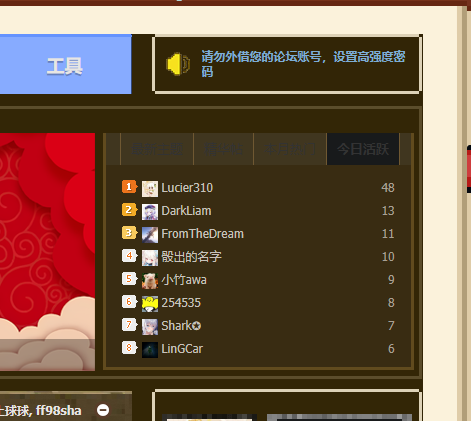 工具
请勿外借您的论坛账号，设置高强度密
码
今日活跃
1 Lucier310 48
2 DarkLiam 13
3 FromTheDream 11
4 骰出的名字 10
5 小竹awa 9
6 254535 8
7 Shark✪ 7
8 LinGCar 6
球球, ff98sha